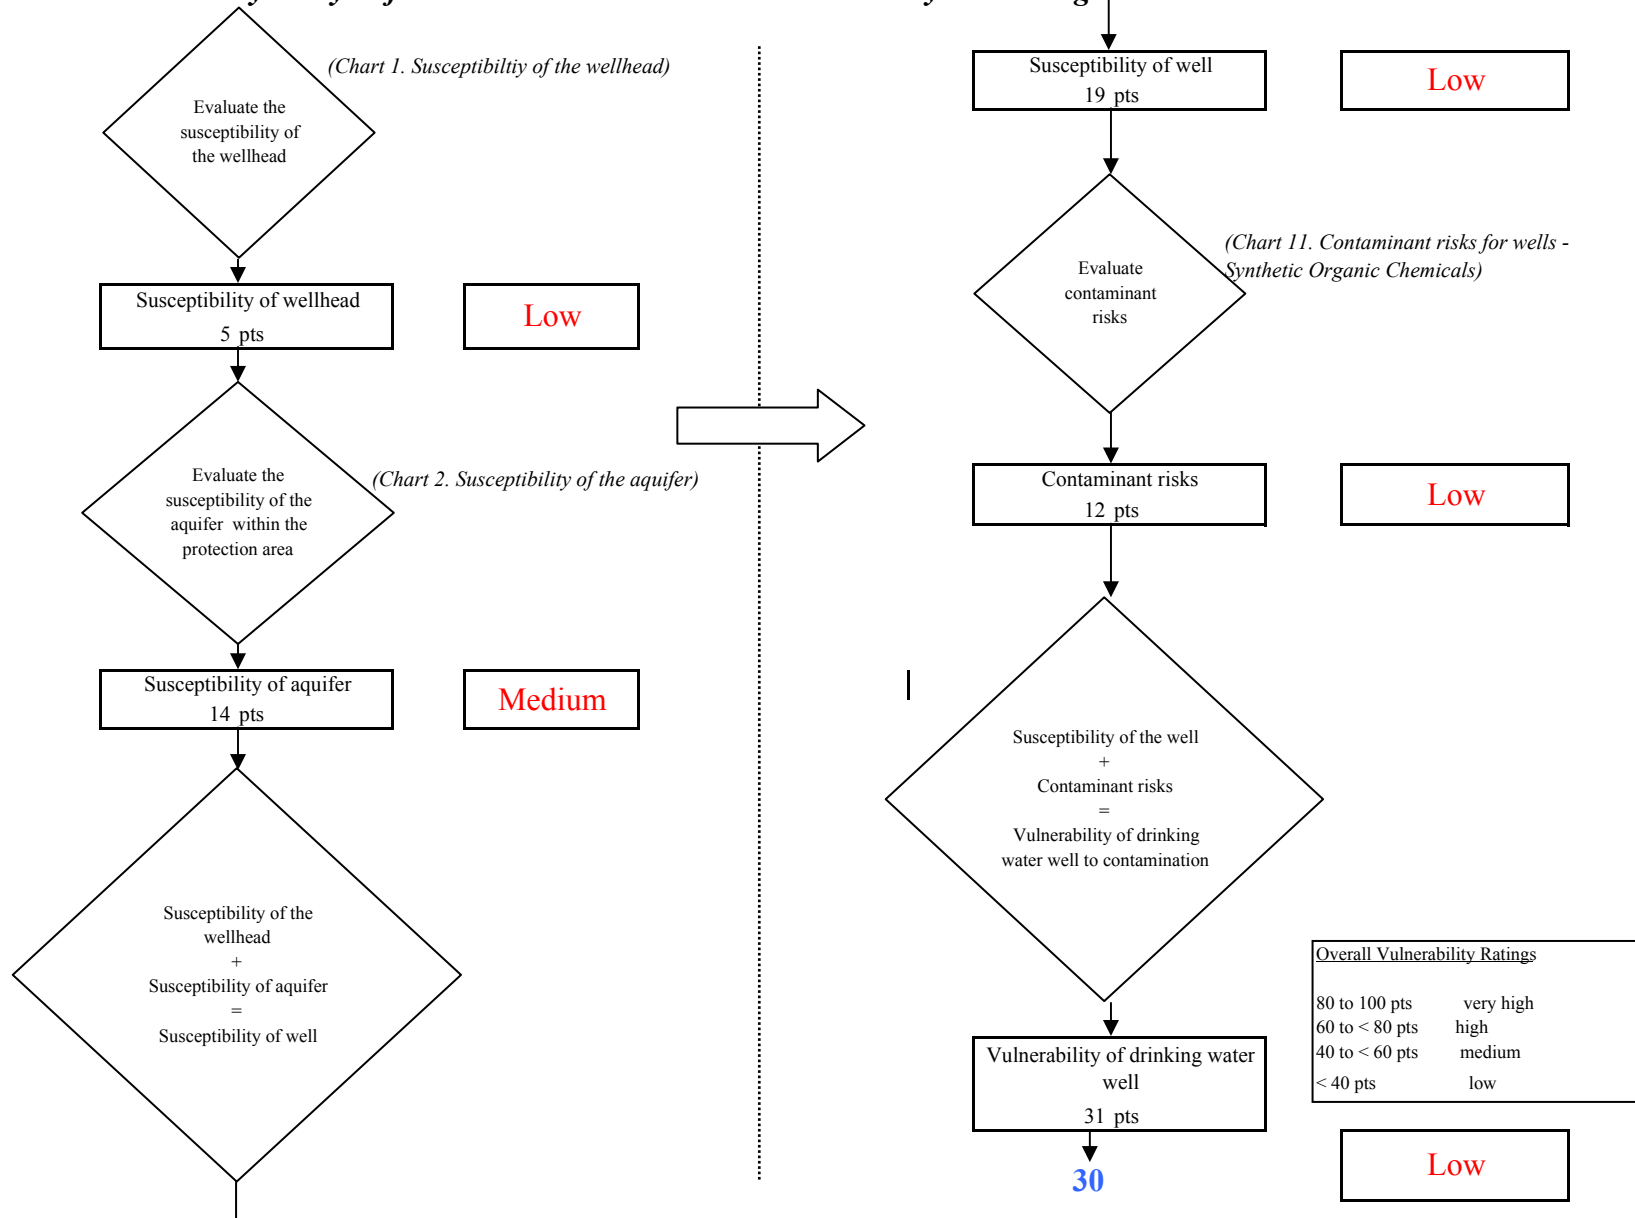 (Chart 1. Susceptibiltiy of the wellhead)
Evaluate the
susceptibility of
the wellhead
Susceptibility of wellhead
5 pts
Low
Evaluate the
susceptibility of the
aquifer within the
protection area
(Chart 2. Susceptibility of the aquifer)
Susceptibility of aquifer
14 pts
Medium
Susceptibility of the
wellhead
+
Susceptibility of aquifer
=
Susceptibility of well
Susceptibility of well
19 pts
Low
Evaluate
contaminant
risks
(Chart 11. Contaminant risks for wells -
Synthetic Organic Chemicals)
Contaminant risks
12 pts
Low
Susceptibility of the well
+
Contaminant risks
=
Vulnerability of drinking
water well to contamination
Overall Vulnerability Ratings
80 to 100 pts very high
60 to < 80 pts high
40 to < 60 pts medium
< 40 pts low
Vulnerability of drinking water
well
31 pts
30
Low